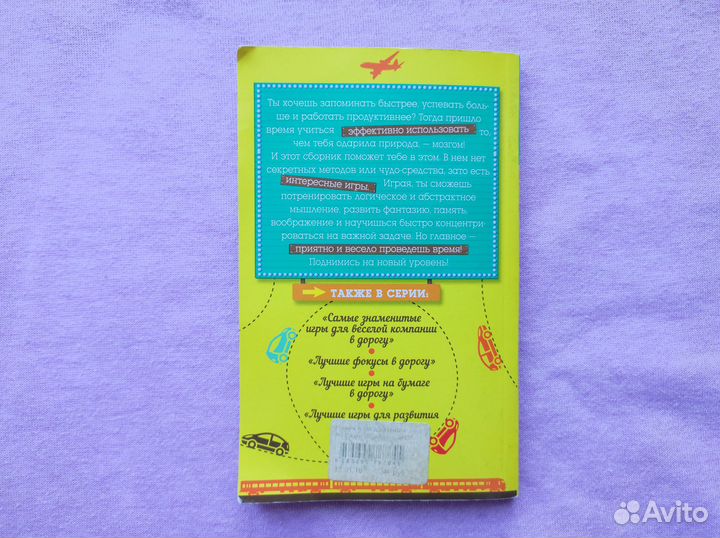 Ты хочешь запоминать быстрее, успевать боль-
ше и работать продуктивнее? Тогда пришло
время учиться эффективно использовать то,
чем тебя одарила природа, — мозгом!
И этот сборник поможет тебе в этом. В нем нет
секретных методов или чудо-средства, зато есть
интересные игры. Играя, ты сможешь
потренировать логическое и абстрактное
мышление, развить фантазию, память,
воображение и научишься быстро концентри-
роваться на важной задаче. Но главное —
приятно и весело проведешь время!
Поднимись на новый уровень!
ТАКЖЕ В СЕРИИ:
«Самые знаменитые
игры для веселой компании
в дорогу»
«Лучшие фокусы в дорогу»
«Лучшие игры на бумаге
в дорогу»
«Лучшие игры для развития
Avito